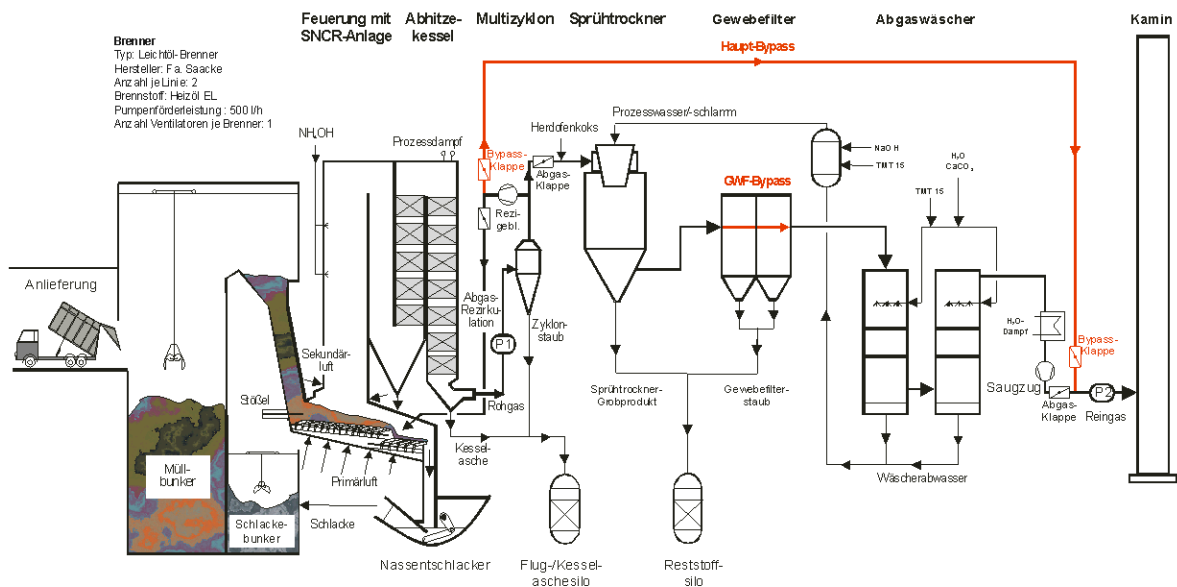 Feuerung mit
SNCR-Anlage
Abhitze-
kessel
Multizyklon
Sprühtrockner
Gewebefilter
Abgaswäscher
Kamin
Brenner
Typ: Leichtöl-Brenner
Hersteller: Fa. Saacke
Anzahl je Linie: 2
Brennstoff: Heizöl EL
Pumpenförderleistung : 500 l/h
Anzahl Ventilatoren je Brenner: 1
Haupt-Bypass
NH₄OH
Prozessdampf
Bypass-
Klappe
Herdofenkoks
Abgas-
Klappe
Prozesswasser/-schlamm
NaOH
TMT 15
H₂O
CaCO₃
TMT 15
GWF-Bypass
Rezi-
gebl.
Anlieferung
Abgas-
Rezirku-
lation
P1
Zyklon-
staub
Sekundär-
luft
Stößel
Rohgas
Sprühtrockner-
Grobprodukt
Gewebefilter-
staub
H₂O-
Dampf
Bypass-
Klappe
Saugzug
Abgas-
Klappe
P2
Reingas
Müll-
bunker
Primärluft
Kessel-
asche
Wäscherabwasser
Schlacke-
bunker
Schlacke
Nassentschlacker
Flug-/Kessel-
aschesilo
Reststoff-
silo